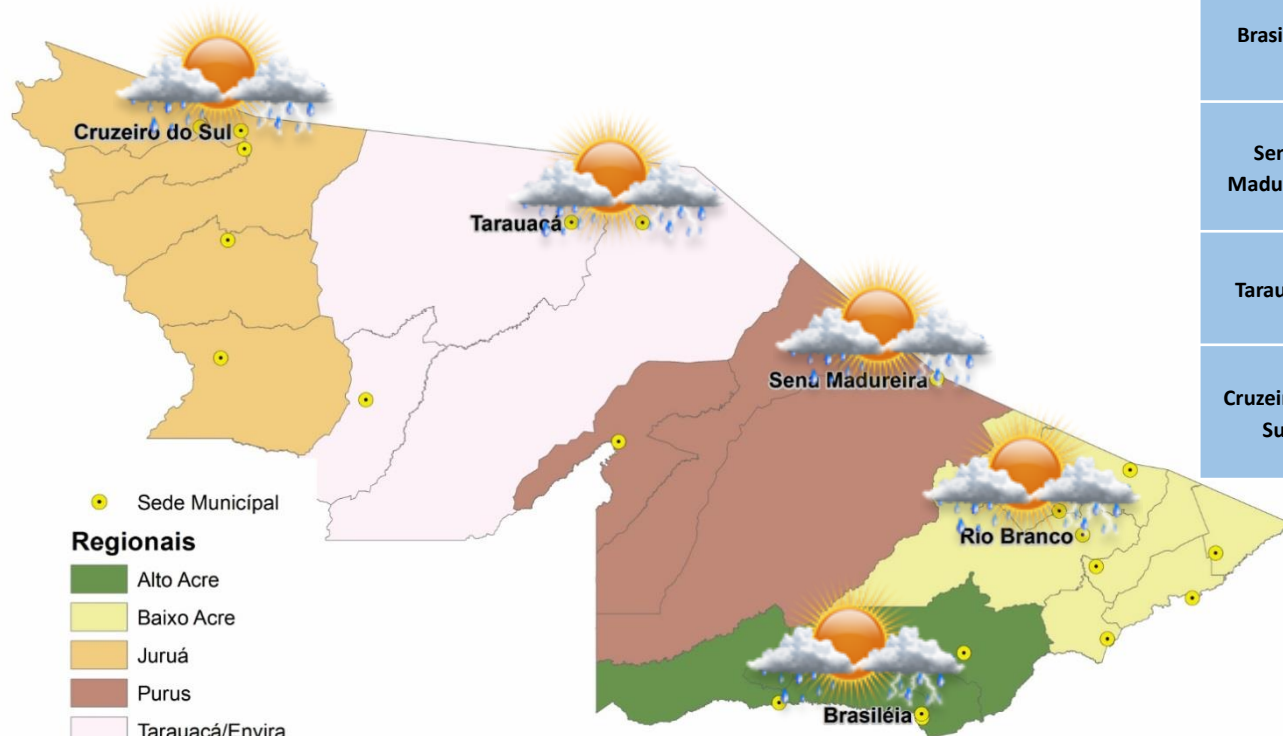 Cruzeiro do Sul
Tarauacá
Sena Madureira
Rio Branco
Brasiléia
Sede Municípal
Regionais
Alto Acre
Baixo Acre
Juruá
Purus
Tarauacá/Envira
Brasi
Sen
Madu
Tarau
Cruzei
Su